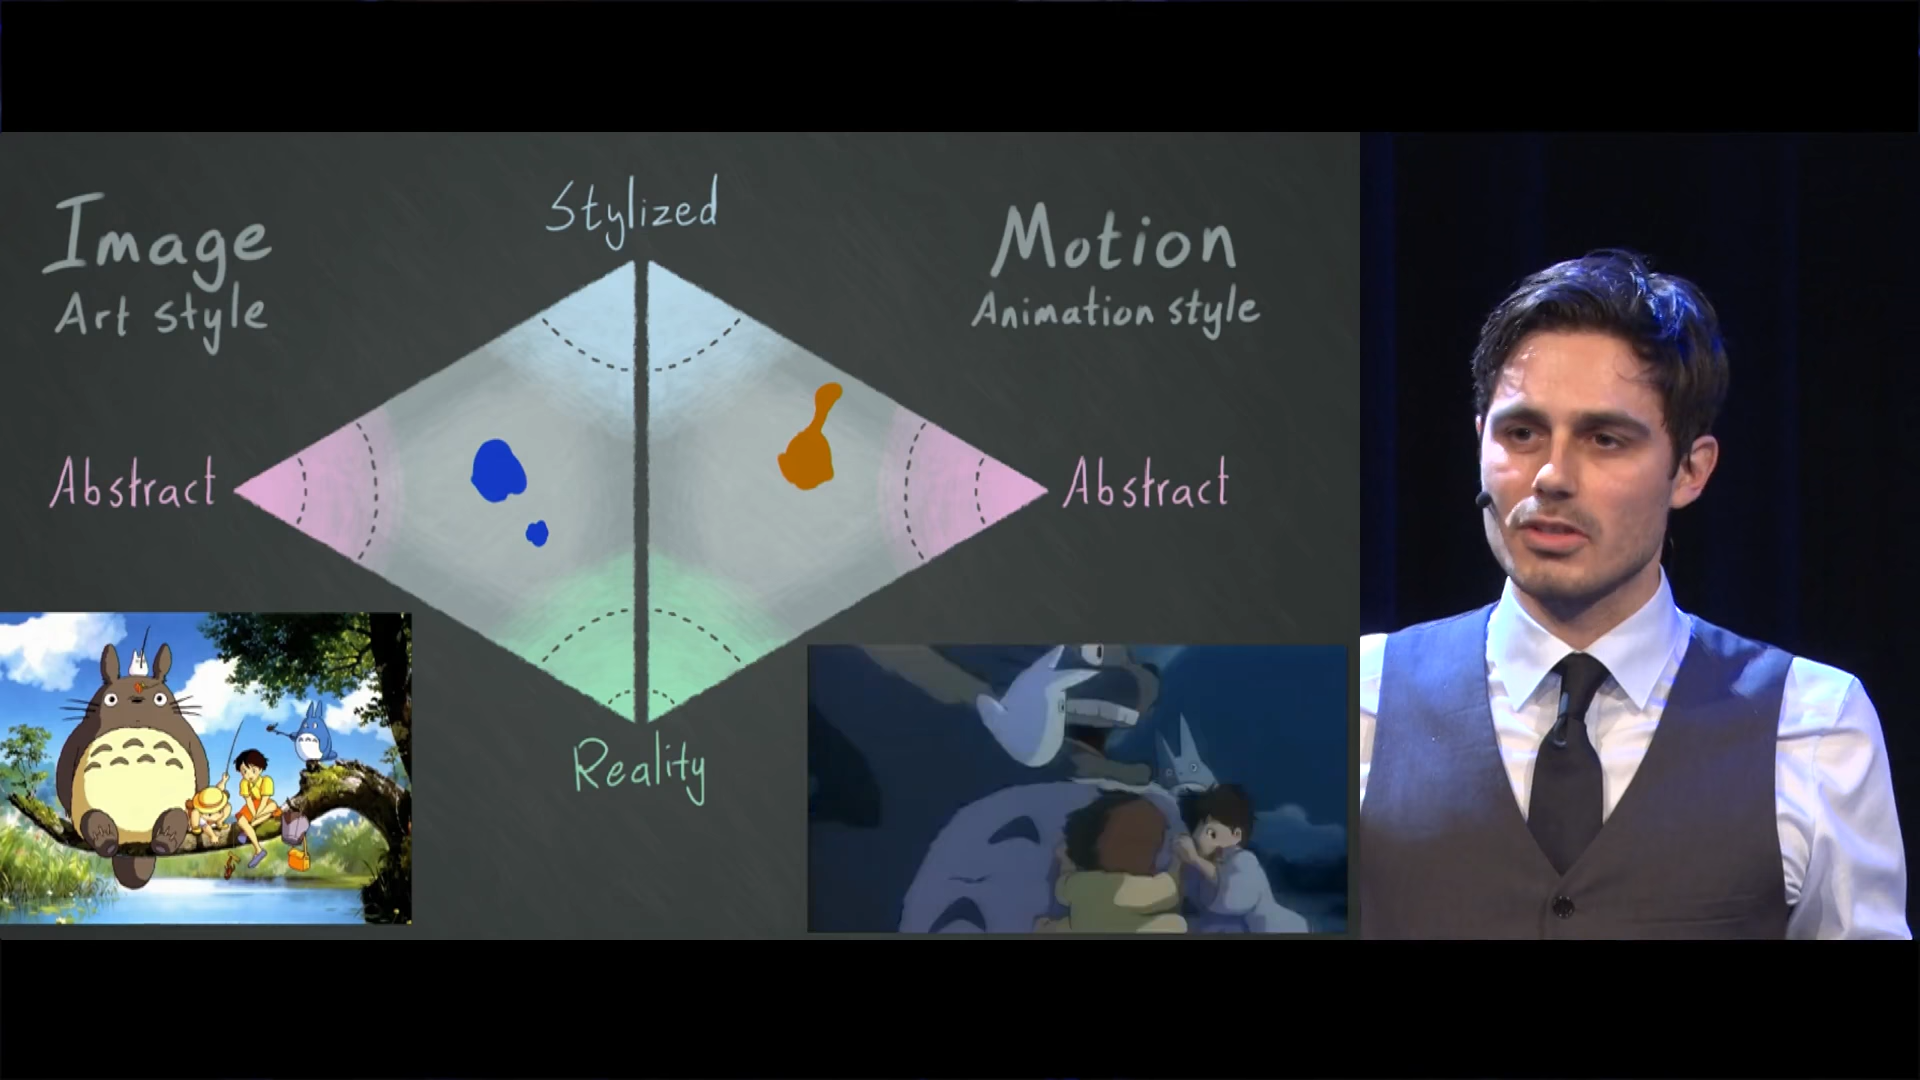 Image
Art style
Stylized
Motion
Animation style
Abstract
Abstract
Reality